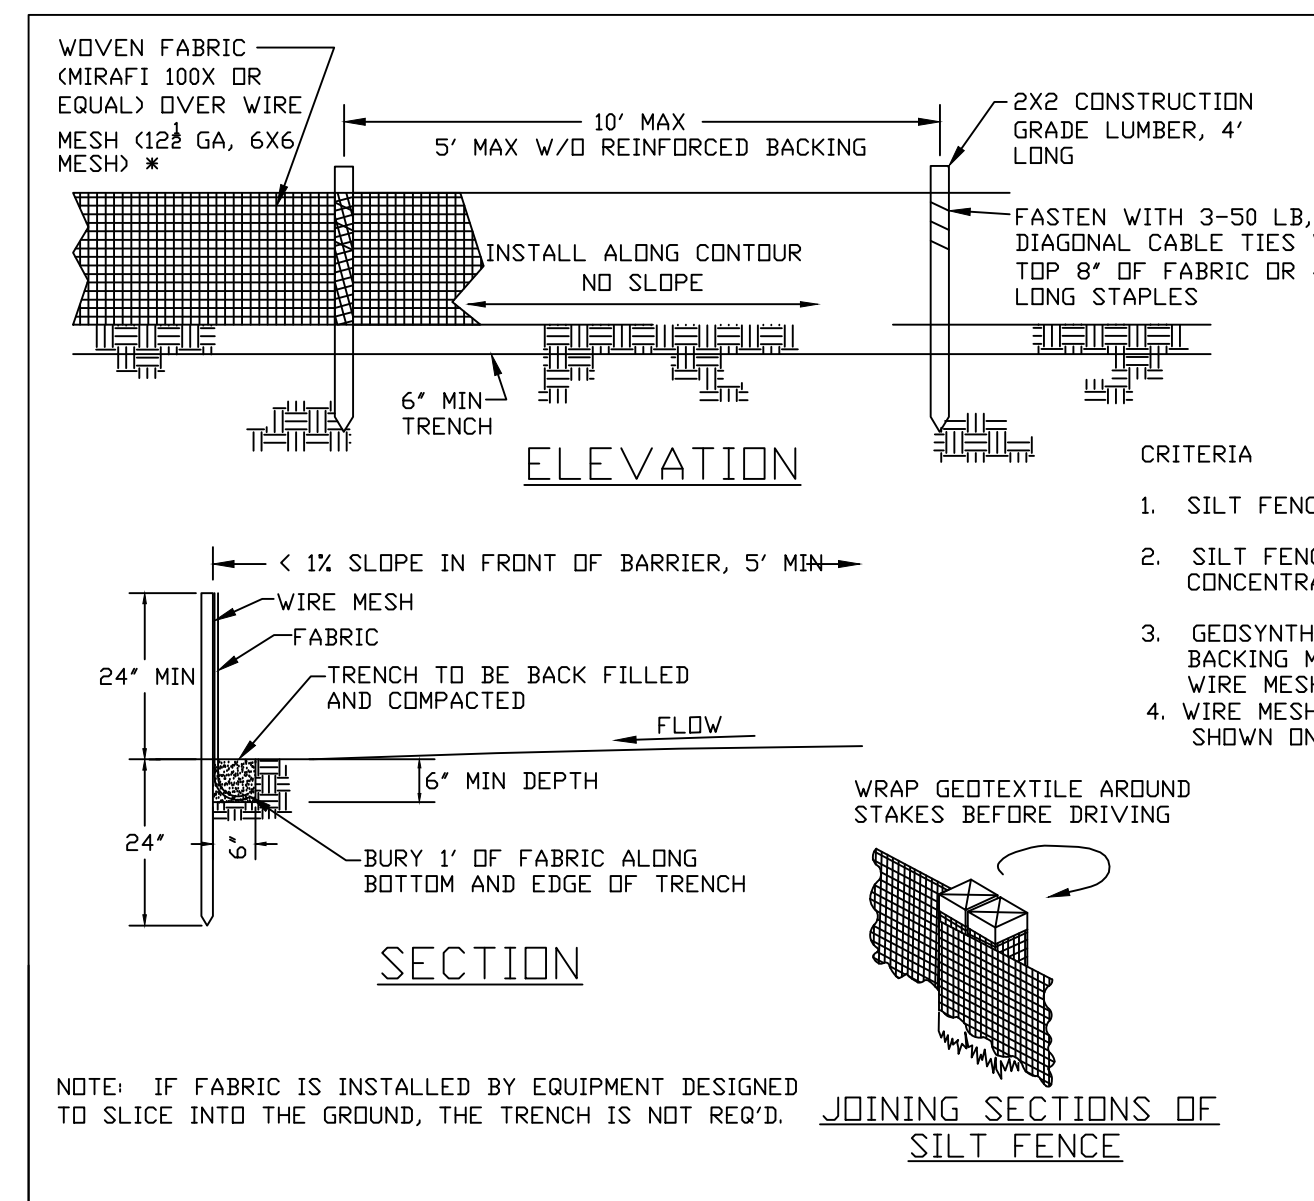 WOVEN FABRIC
(MIRAFI 100X OR
EQUAL) OVER WIRE
MESH (12½ GA, 6X6
MESH) *
10' MAX
5' MAX W/O REINFORCED BACKING
2X2 CONSTRUCTION
GRADE LUMBER, 4'
LONG
FASTEN WITH 3-50 LB,
DIAGONAL CABLE TIES
TOP 8" OF FABRIC OR
LONG STAPLES
INSTALL ALONG CONTOUR
NO SLOPE
6" MIN
TRENCH
ELEVATION
CRITERIA
1. SILT
2. SILT
3.
BACKING
WIRE
4. WIRE MESH
SHOWN ON
< 1% SLOPE IN FRONT OF BARRIER, 5' MIN
WIRE MESH
FABRIC
24" MIN
TRENCH TO BE BACK FILLED
AND COMPACTED
FLOW
6" MIN DEPTH
24"
6"
BURY 1' OF FABRIC ALONG
BOTTOM AND EDGE OF TRENCH
SECTION
WRAP GEOTEXTILE AROUND
STAKES BEFORE DRIVING
JOINING SECTIONS OF
SILT FENCE
NOTE: IF FABRIC IS INSTALLED BY EQUIPMENT DESIGNED
TO SLICE INTO THE GROUND, THE TRENCH IS NOT REQ'D.